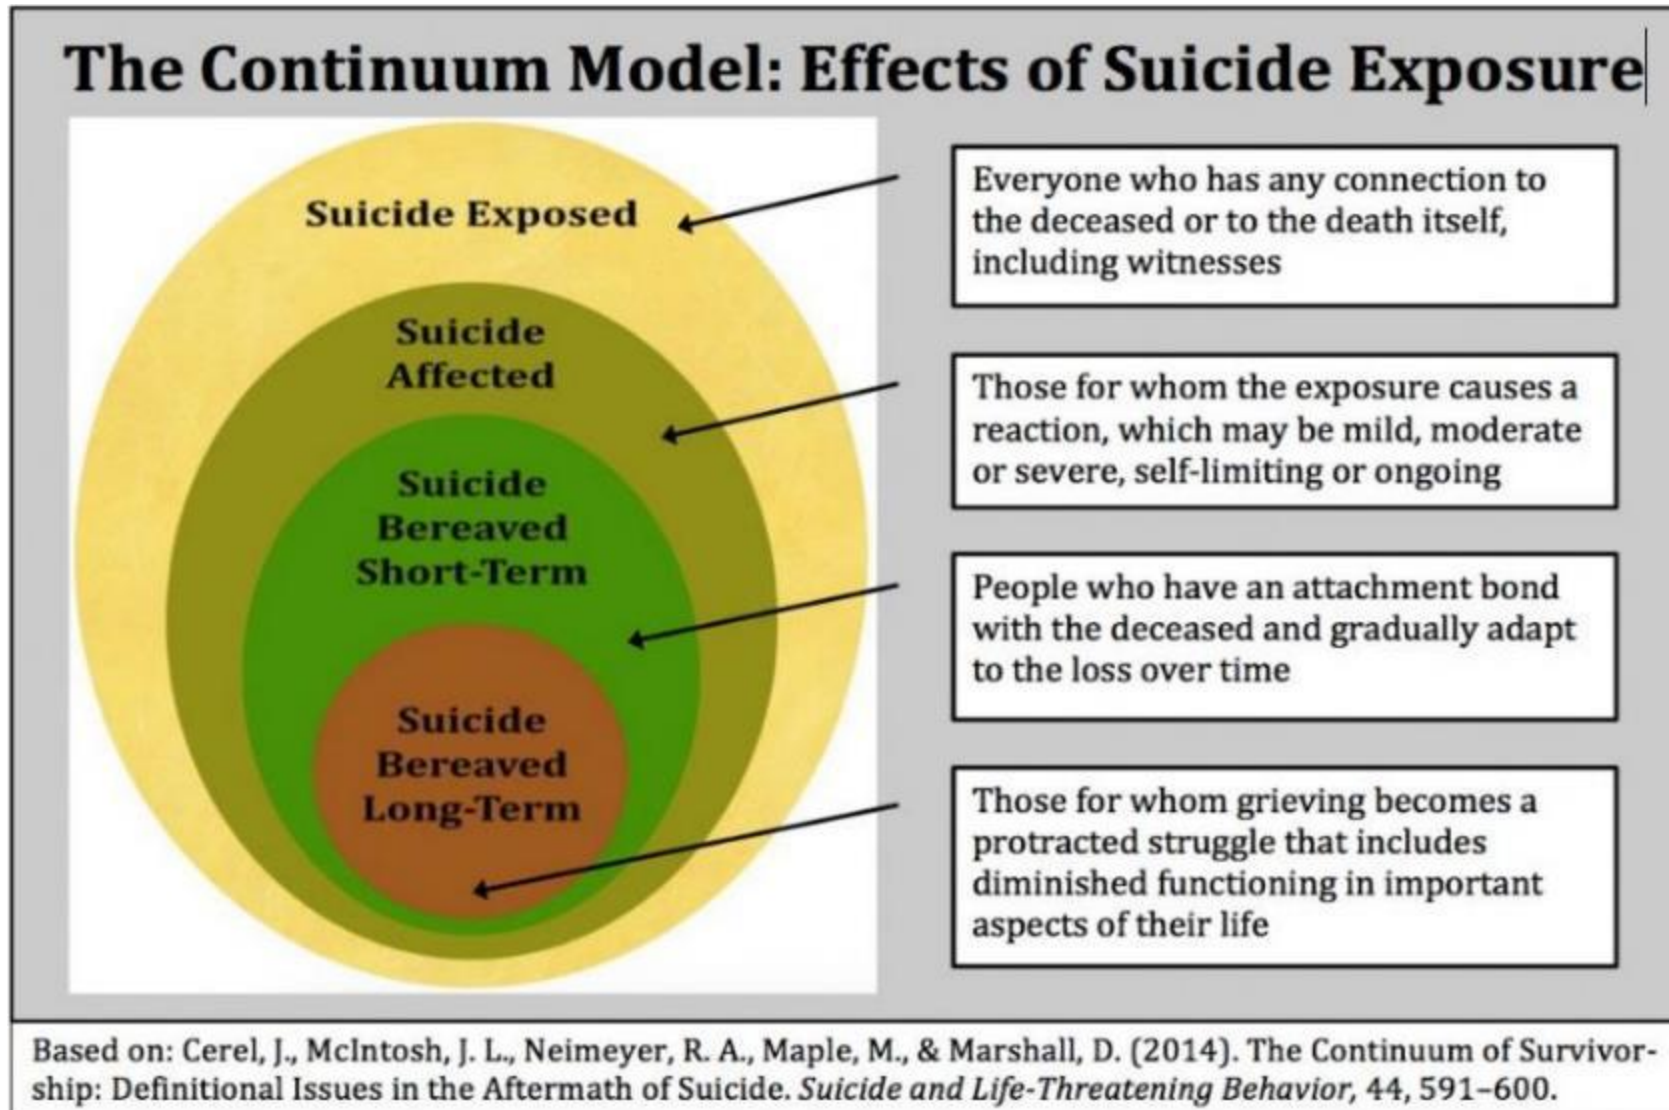 The Continuum Model: Effects of Suicide Exposure
Suicide Exposed
Everyone who has any connection to
the deceased or to the death itself,
including witnesses
Suicide
Affected
Those for whom the exposure causes a
reaction, which may be mild, moderate
or severe, self-limiting or ongoing
Suicide
Bereaved
Short-Term
People who have an attachment bond
with the deceased and gradually adapt
to the loss over time
Suicide
Bereaved
Long-Term
Those for whom grieving becomes a
protracted struggle that includes
diminished functioning in important
aspects of their life
Based on: Cerel, J., McIntosh, J. L., Neimeyer, R. A., Maple, M., & Marshall, D. (2014). The Continuum of Survivor-
ship: Definitional Issues in the Aftermath of Suicide. Suicide and Life-Threatening Behavior, 44, 591–600.